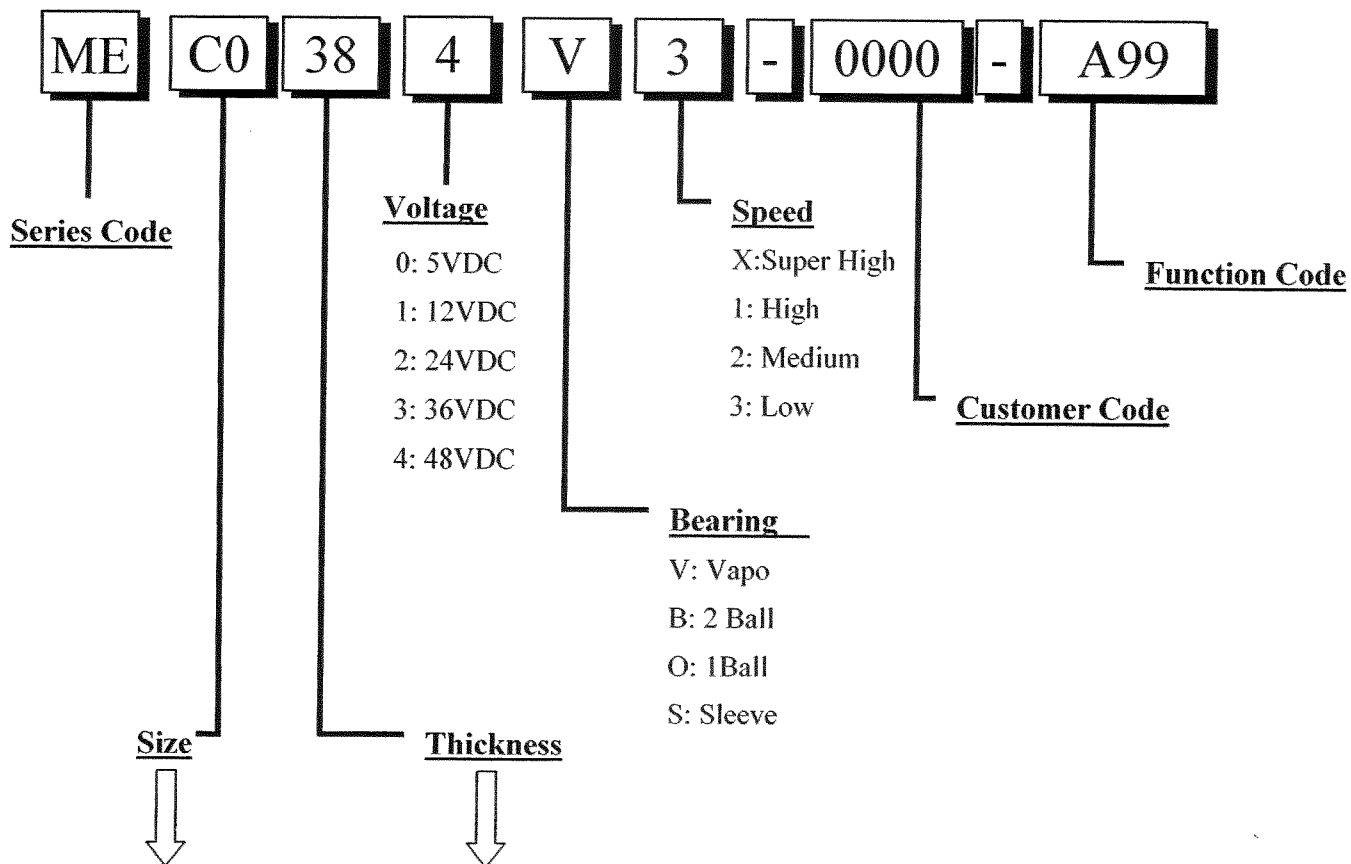 ME C0 38 4 V 3 - 0000 - A99
Series Code
Voltage
0: 5VDC
1: 12VDC
2: 24VDC
3: 36VDC
4: 48VDC
Speed
X:Super High
1: High
2: Medium
3: Low
Function Code
Customer Code
Bearing
V: Vapo
B: 2 Ball
O: 1Ball
S: Sleeve
Size
Thickness